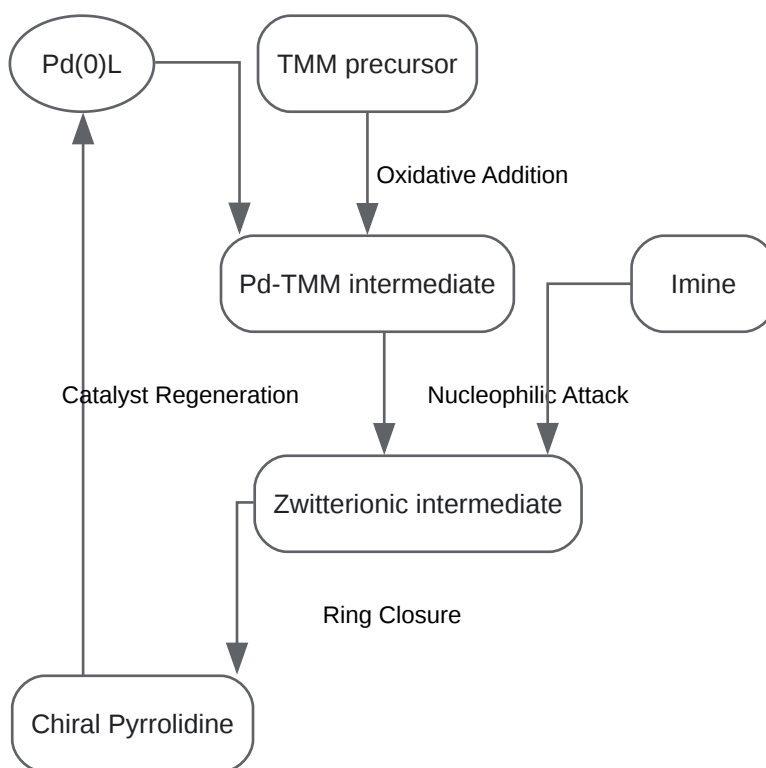 Pd(0)L
TMM precursor
Oxidative Addition
Pd-TMM intermediate
Imine
Catalyst Regeneration
Nucleophilic Attack
Zwitterionic intermediate
Ring Closure
Chiral Pyrrolidine